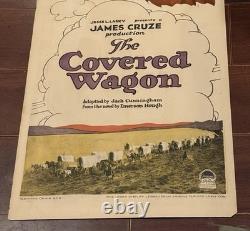 JESSE L. LASKY presents a
JAMES CRUZE
production
The
Covered
Wagon
Adapted by Jack Cunningham
from the novel by Emerson Hough
© WorthPoint